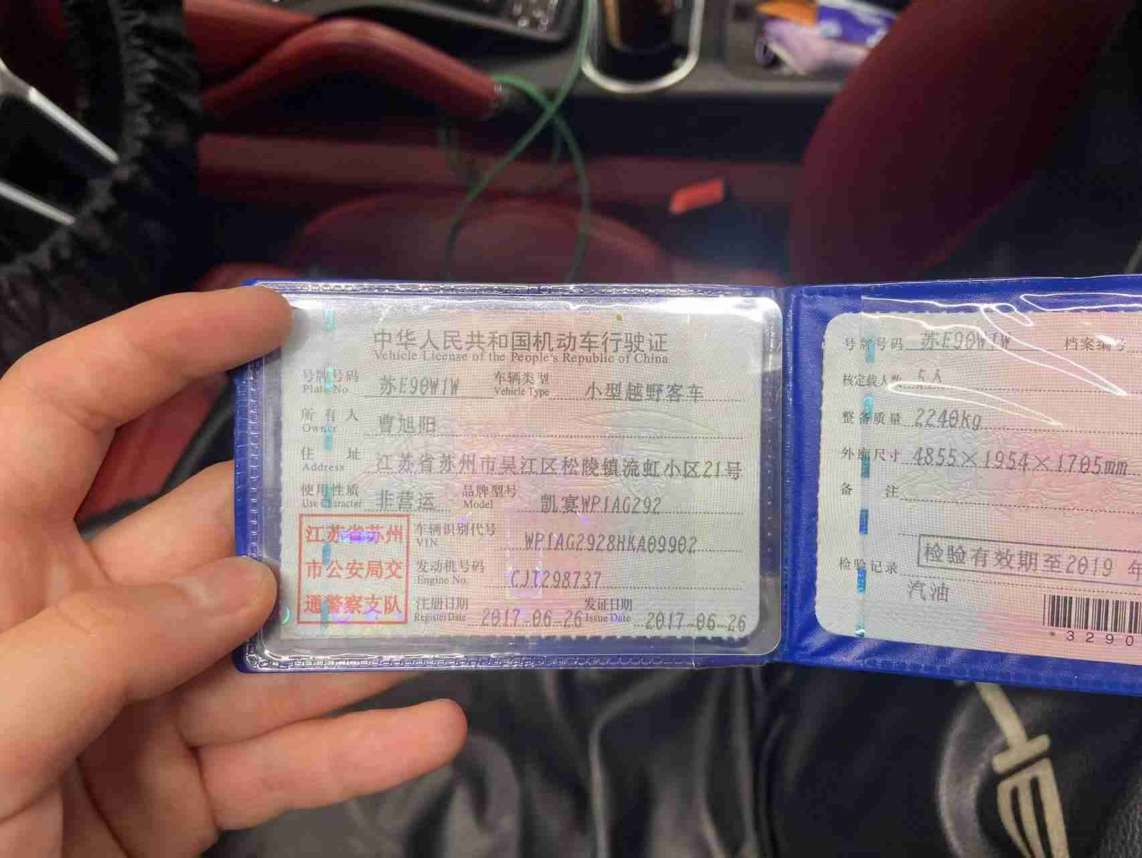 中华人民共和国机动车行驶证
Vehicle License of the People's Republic of China
号牌号码 苏E90W1W 车辆类型 小型越野客车
Plate No. Vehicle Type
所有人 曹旭阳
Owner
住址 江苏省苏州市吴江区松陵镇流虹小区21号
Address
使用性质 非营运 品牌型号 凯宴WP1AG292
Use Character Model
江苏省苏州
市公安局交
通警察支队
车辆识别代号 WP1AG2928HKA09902
VIN
发动机号码 CJT298737
Engine No.
注册日期 2017-06-26 发证日期 2017-06-26
Register Date Issue Date
号牌号码 苏E90W1W 档案编号
核定载人数 5人
整备质量 2240kg
外廓尺寸 4855×1954×1705mm
备注
检验有效期至2019年
检验记录
汽油
*3290